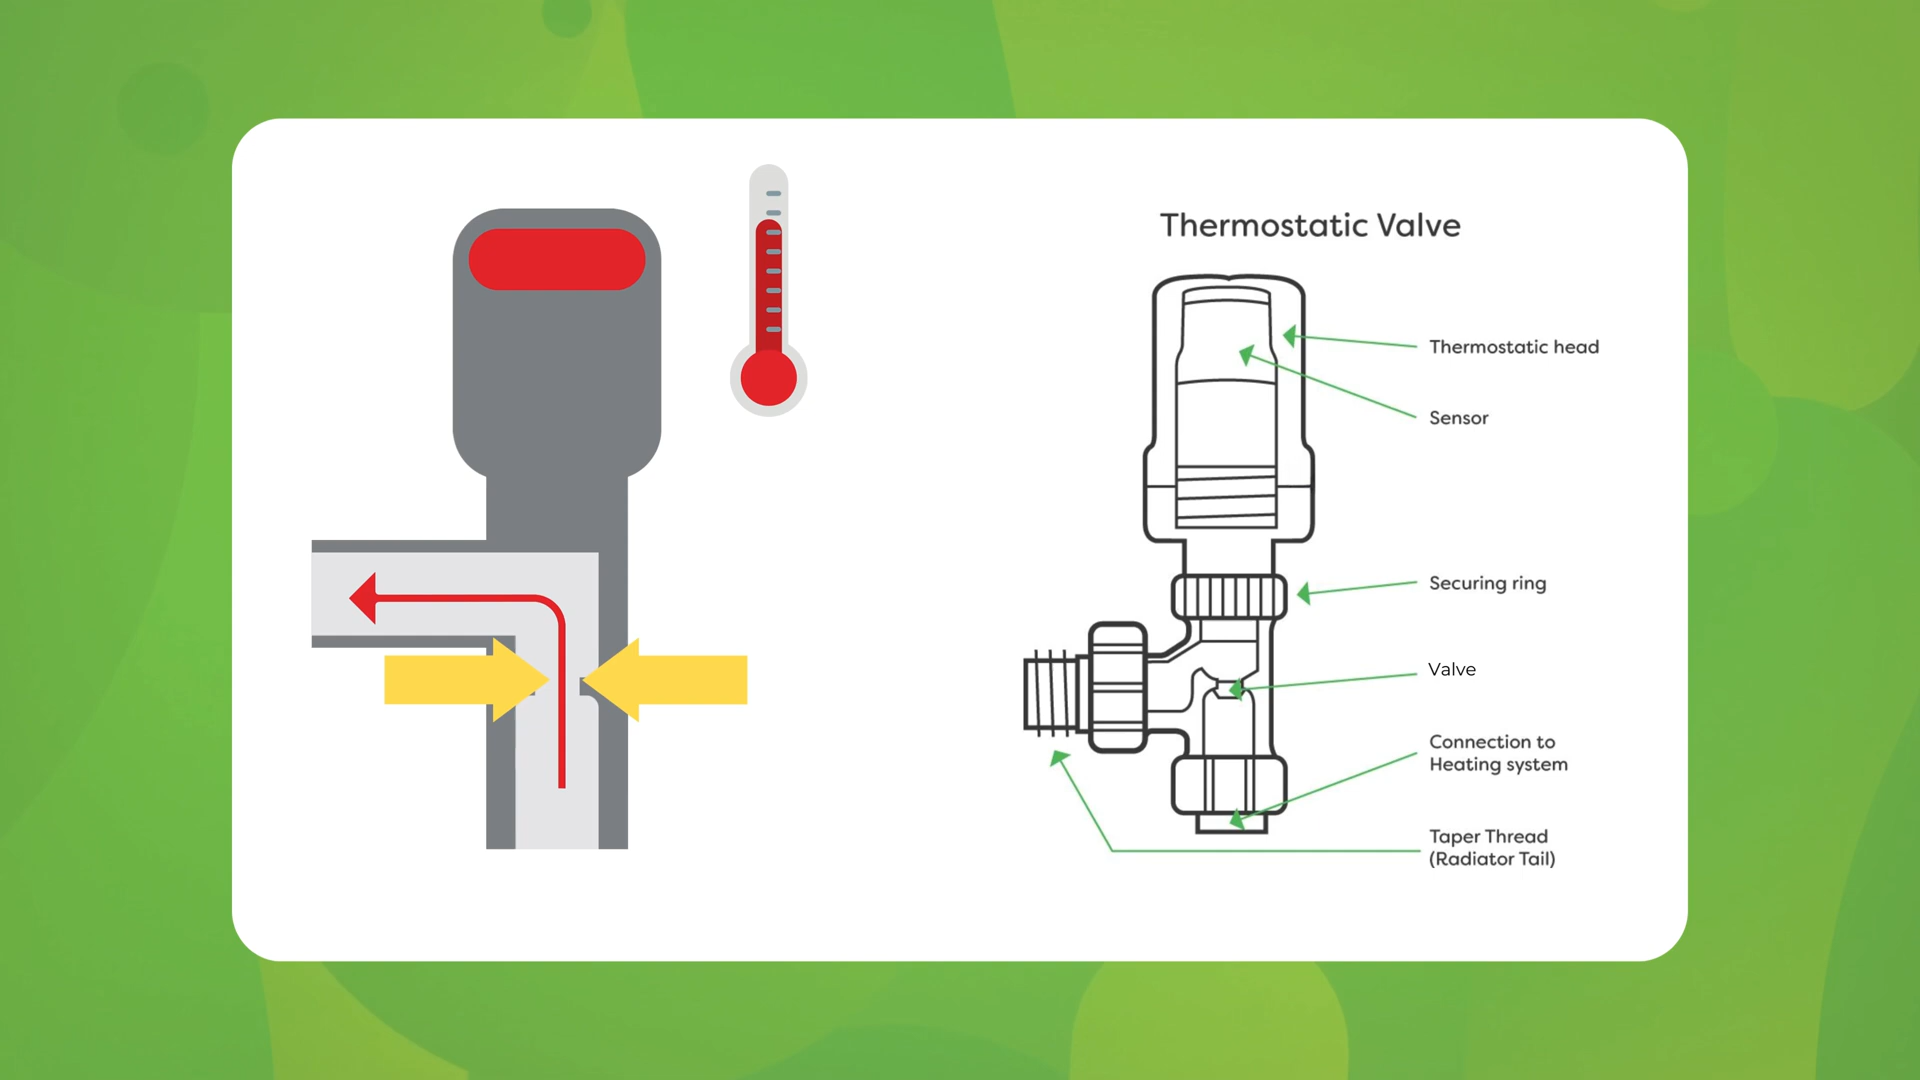 Thermostatic Valve
Thermostatic head
Sensor
Securing ring
Valve
Connection to
Heating system
Taper Thread
(Radiator Tail)